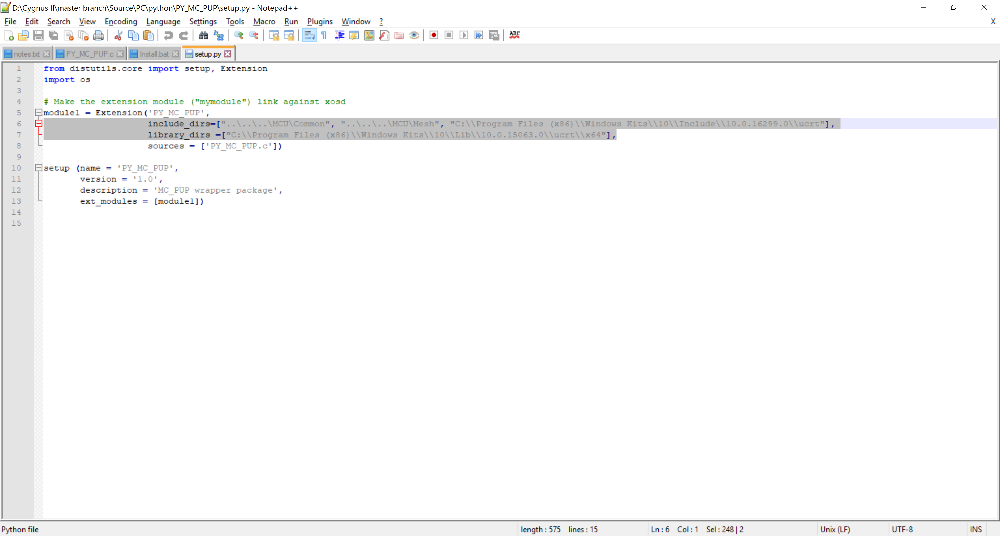 D:\Cygnus II\master branch\Source\PC\python\PY_MC_PUP\setup.py - Notepad++
File Edit Search View Encoding Language Settings Tools Macro Run Plugins Window ? X
ABC
notes.txt PY_MC_PUP.c Install.bat setup.py
1 from distutils.core import setup, Extension
2 import os
3
4 # Make the extension module ("mymodule") link against xosd
5 module1 = Extension('PY_MC_PUP',
6 include_dirs=["..\..\..\MCU\Common", "..\..\..\MCU\Mesh", "C:\\Program Files (x86)\\Windows Kits\\10\\Include\\10.0.16299.0\\ucrt"],
7 library_dirs =["C:\\Program Files (x86)\\Windows Kits\\10\\Lib\\10.0.15063.0\\ucrt\\x64"],
8 sources = ['PY_MC_PUP.c'])
9
10 setup (name = 'PY_MC_PUP',
11 version = '1.0',
12 description = 'MC_PUP wrapper package',
13 ext_modules = [module1])
14
15
Python file length : 575 lines : 15 Ln : 6 Col : 1 Sel : 248 | 2 Unix (LF) UTF-8 INS